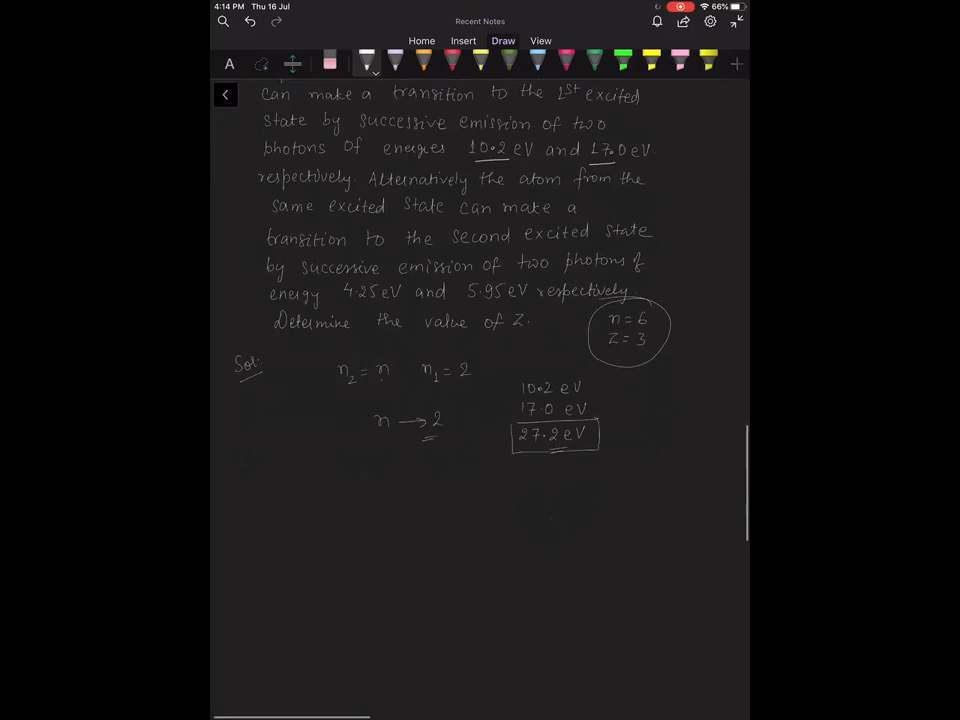 4:14 PM Thu 16 Jul
66%
Recent Notes
Home Insert Draw View
A
can make a transition to the 1st excited
state by successive emission of two
photons of energies 10.2 eV and 17.0 eV.
respectively. Alternatively the atom from the
same excited state can make a
transition to the second excited state
by successive emission of two photons of
energy 4.25 eV and 5.95 eV respectively.
Determine the value of Z.
n = 6
Z = 3
Sol:
n2 = n n1 = 2
n → 2
10.2 eV
17.0 eV
27.2 eV